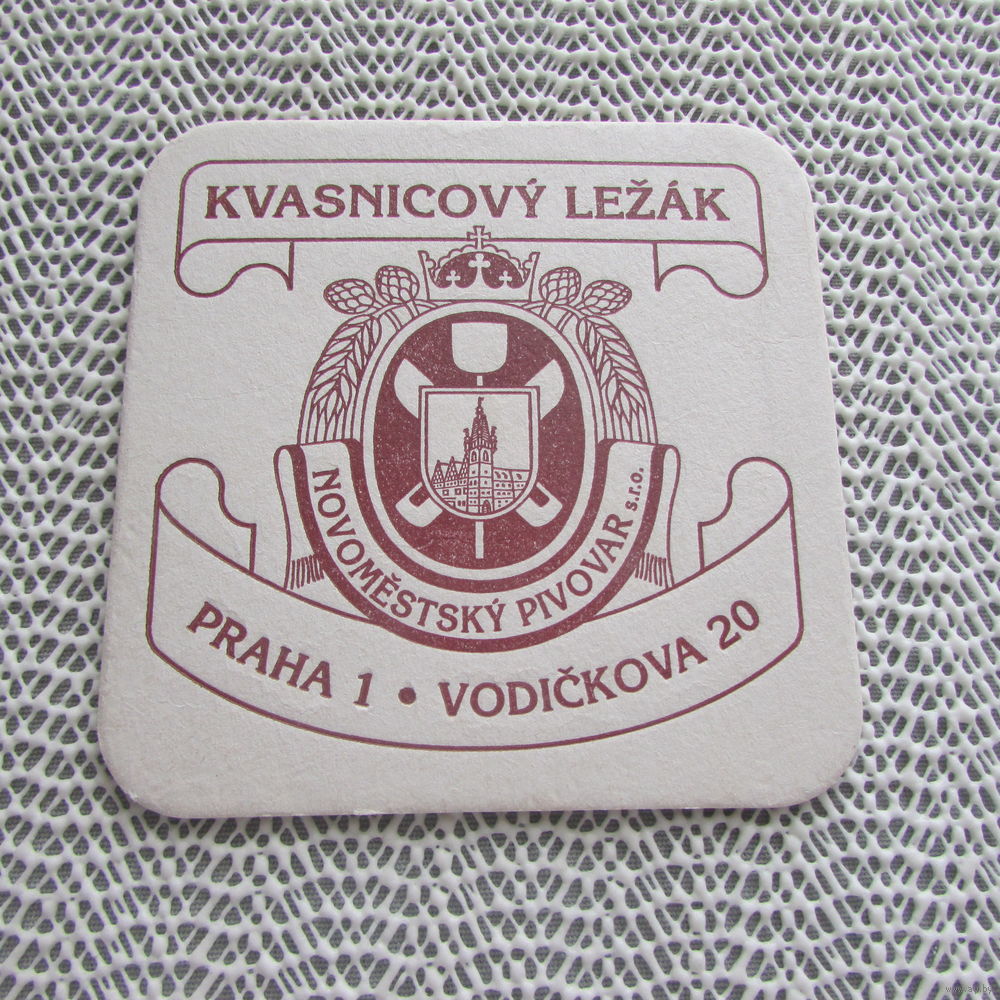 KVASNICOVÝ LEŽÁK
NOVOMĚSTSKÝ PIVOVAR s.r.o.
PRAHA 1 • VODIČKOVA 20